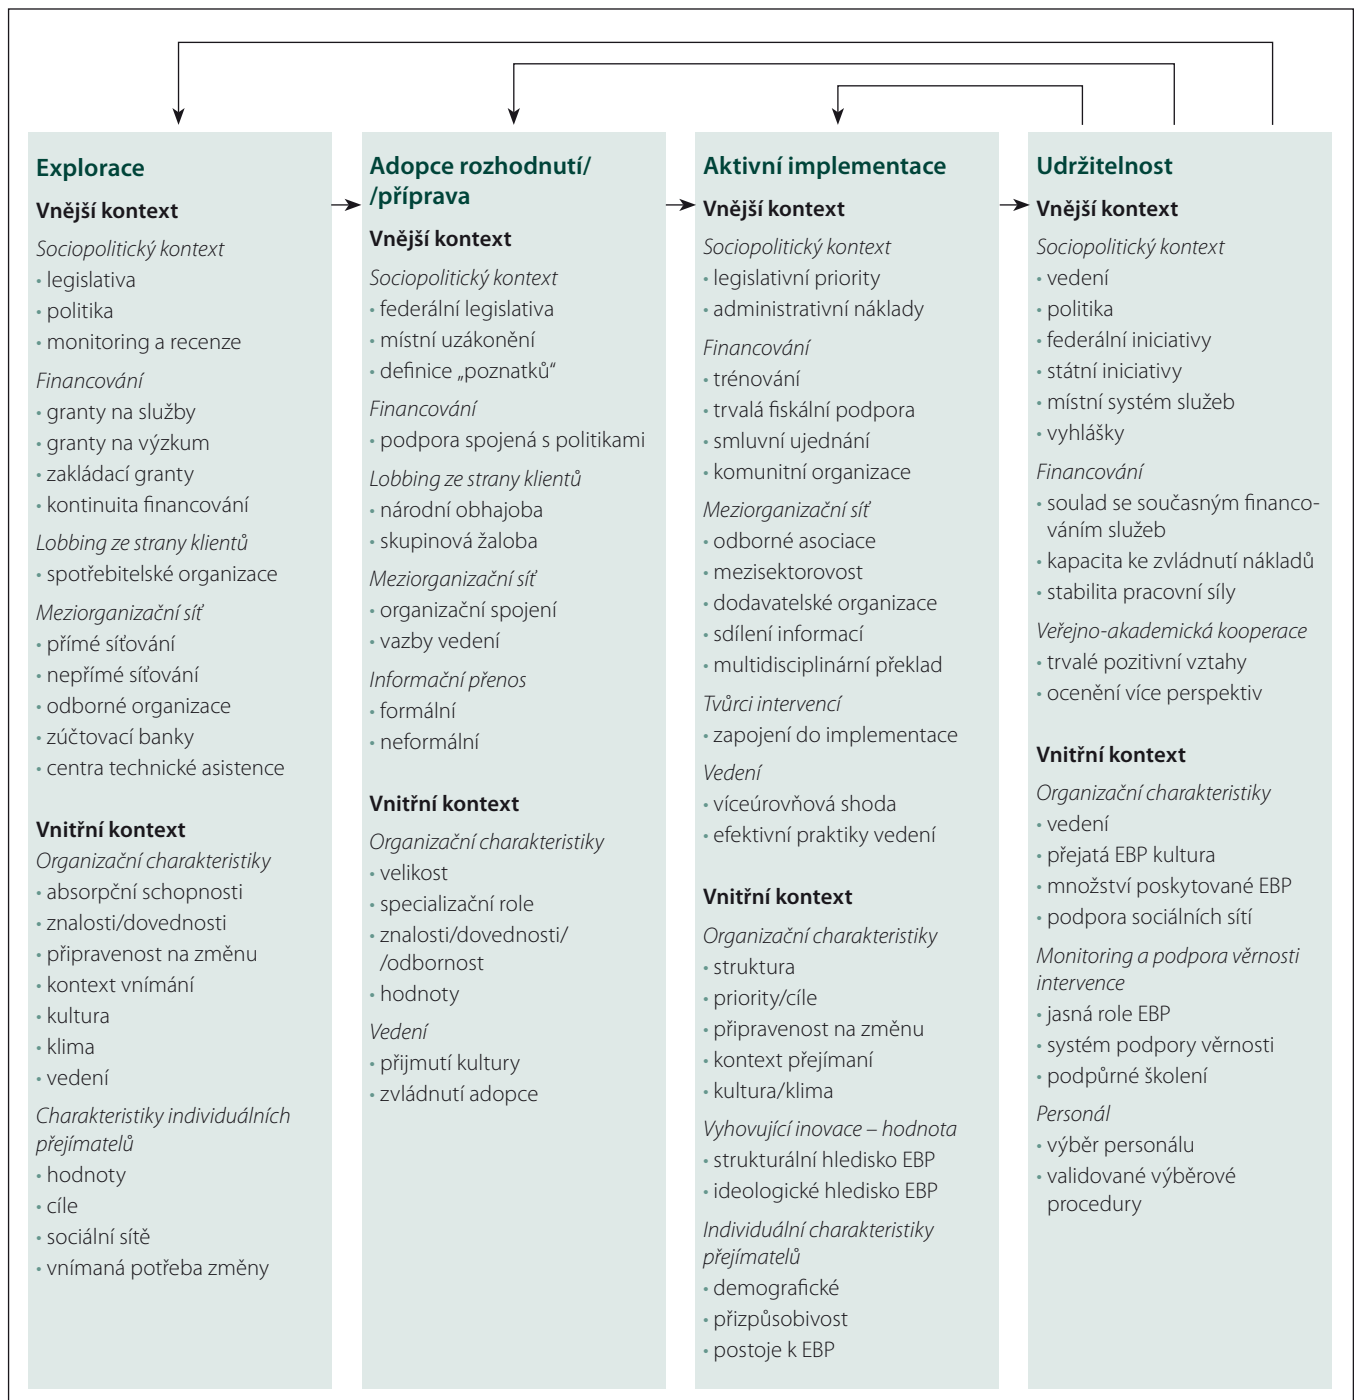 Explorace
Vnější kontext
Sociopolitický kontext
• legislativa
• politika
• monitoring a recenze
Financování
• granty na služby
• granty na výzkum
• zakládací granty
• kontinuita financování
Lobbing ze strany klientů
• spotřebitelské organizace
Meziorganizační síť
• přímé síťování
• nepřímé síťování
• odborné organizace
• zúčtovací banky
• centra technické asistence
Vnitřní kontext
Organizační charakteristiky
• absorpční schopnosti
• znalosti/dovednosti
• připravenost na změnu
• kontext vnímání
• kultura
• klima
• vedení
Charakteristiky individuálních
přejímatelů
• hodnoty
• cíle
• sociální sítě
• vnímaná potřeba změny
Adopce rozhodnutí/
/příprava
Vnější kontext
Sociopolitický kontext
• federální legislativa
• místní uzákonění
• definice „poznatků“
Financování
• podpora spojená s politikami
Lobbing ze strany klientů
• národní obhajoba
• skupinová žaloba
Meziorganizační síť
• organizační spojení
• vazby vedení
Informační přenos
• formální
• neformální
Vnitřní kontext
Organizační charakteristiky
• velikost
• specializační role
• znalosti/dovednosti/
/odbornost
• hodnoty
Vedení
• přijmutí kultury
• zvládnutí adopce
Aktivní implementace
Vnější kontext
Sociopolitický kontext
• legislativní priority
• administrativní náklady
Financování
• trénování
• trvalá fiskální podpora
• smluvní ujednání
• komunitní organizace
Meziorganizační síť
• odborné asociace
• mezisektorovost
• dodavatelské organizace
• sdílení informací
• multidisciplinární překlad
Tvůrci intervencí
• zapojení do implementace
Vedení
• víceúrovňová shoda
• efektivní praktiky vedení
Vnitřní kontext
Organizační charakteristiky
• struktura
• priority/cíle
• připravenost na změnu
• kontext přejímaní
• kultura/klima
Vyhovující inovace – hodnota
• strukturální hledisko EBP
• ideologické hledisko EBP
Individuální charakteristiky
přejímatelů
• demografické
• přizpůsobivost
• postoje k EBP
Udržitelnost
Vnější kontext
Sociopolitický kontext
• vedení
• politika
• federální iniciativy
• státní iniciativy
• místní systém služeb
• vyhlášky
Financování
• soulad se současným financo-
váním služeb
• kapacita ke zvládnutí nákladů
• stabilita pracovní síly
Veřejno-akademická kooperace
• trvalé pozitivní vztahy
• ocenění více perspektiv
Vnitřní kontext
Organizační charakteristiky
• vedení
• přejatá EBP kultura
• množství poskytované EBP
• podpora sociálních sítí
Monitoring a podpora věrnosti
intervence
• jasná role EBP
• systém podpory věrnosti
• podpůrné školení
Personál
• výběr personálu
• validované výběrové
procedury